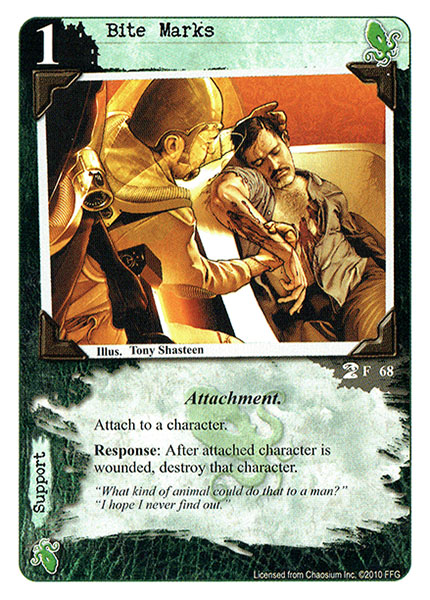 1
Bite Marks
Illus. Tony Shasteen
F 68
Attachment.
Attach to a character.
Response: After attached character is
wounded, destroy that character.
“What kind of animal could do that to a man?”
“I hope I never find out.”
Support
Licensed from Chaosium Inc. ©2010 FFG